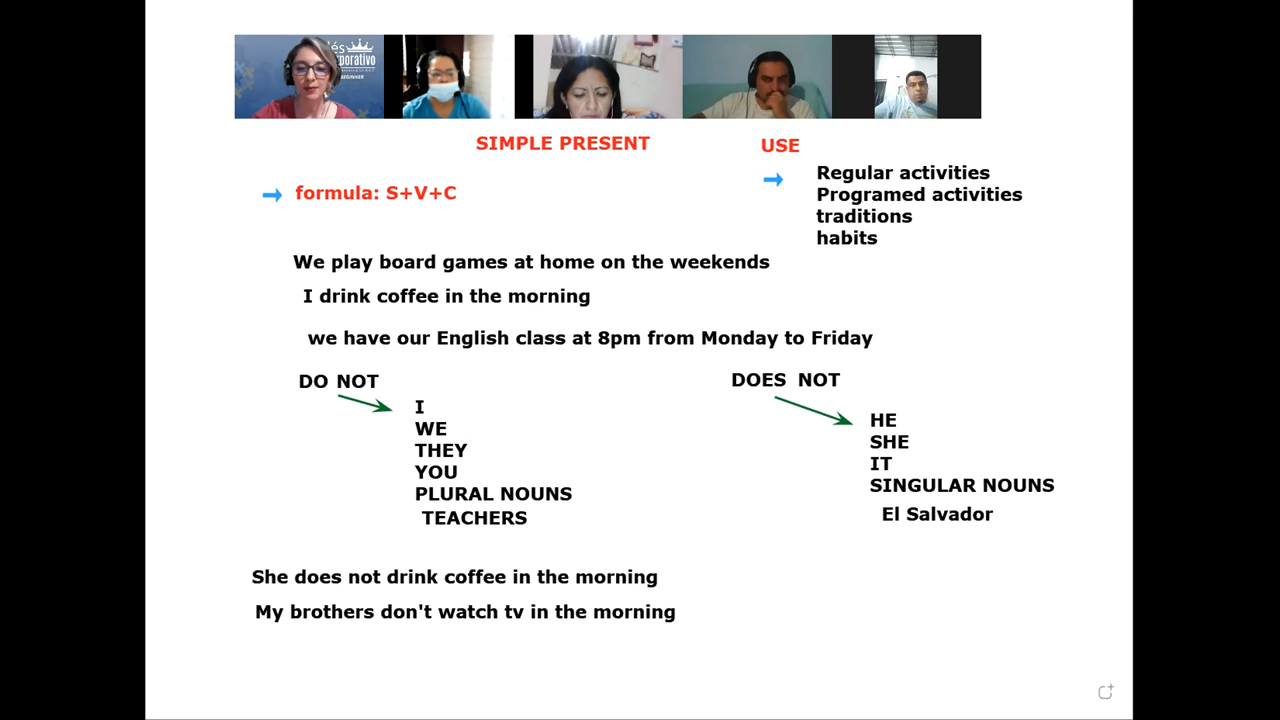 SIMPLE PRESENT
USE
formula: S+V+C
Regular activities
Programed activities
traditions
habits
We play board games at home on the weekends
I drink coffee in the morning
we have our English class at 8pm from Monday to Friday
DO NOT
I
WE
THEY
YOU
PLURAL NOUNS
TEACHERS
DOES NOT
HE
SHE
IT
SINGULAR NOUNS
El Salvador
She does not drink coffee in the morning
My brothers don't watch tv in the morning